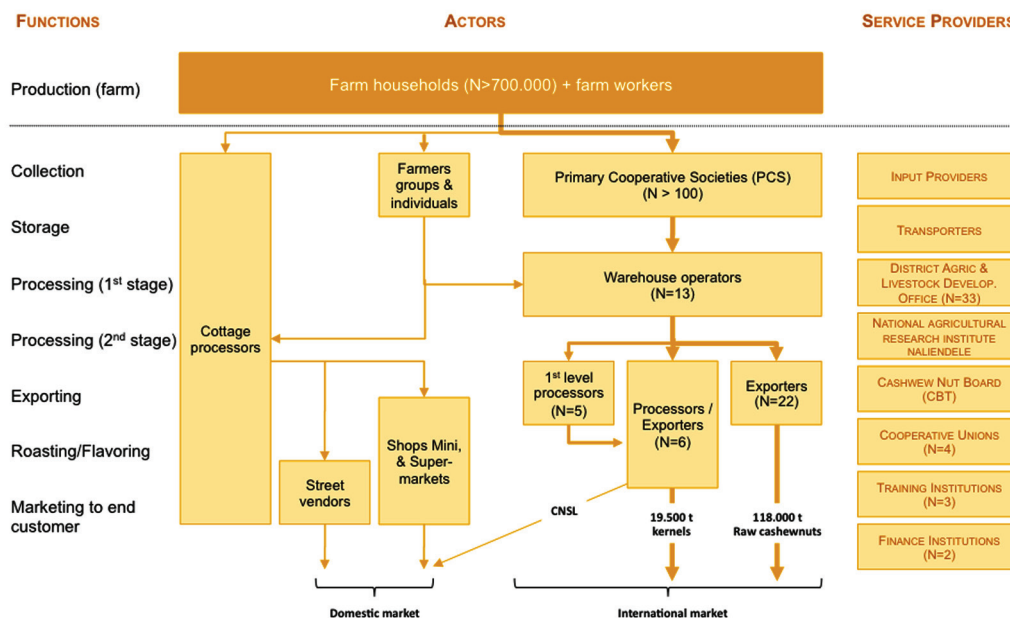 FUNCTIONS
ACTORS
SERVICE PROVIDERS
Production (farm)
Farm households (N>700.000) + farm workers
Collection
Storage
Processing (1st stage)
Processing (2nd stage)
Exporting
Roasting/Flavoring
Marketing to end
customer
Cottage
processors
Farmers
groups &
individuals
Primary Cooperative Societies (PCS)
(N > 100)
Warehouse operators
(N=13)
1st level
processors
(N=5)
Processors /
Exporters
(N=6)
Exporters
(N=22)
Street
vendors
Shops Mini,
& Super-
markets
CNSL
19.500 t
kernels
118.000 t
Raw cashewnuts
Domestic market
International market
INPUT PROVIDERS
TRANSPORTERS
DISTRICT AGRIC &
LIVESTOCK DEVELOP.
OFFICE (N=33)
NATIONAL AGRICULTURAL
RESEARCH INSTITUTE
NALIENDELE
CASHWEW NUT BOARD
(CBT)
COOPERATIVE UNIONS
(N=4)
TRAINING INSTITUTIONS
(N=3)
FINANCE INSTITUTIONS
(N=2)